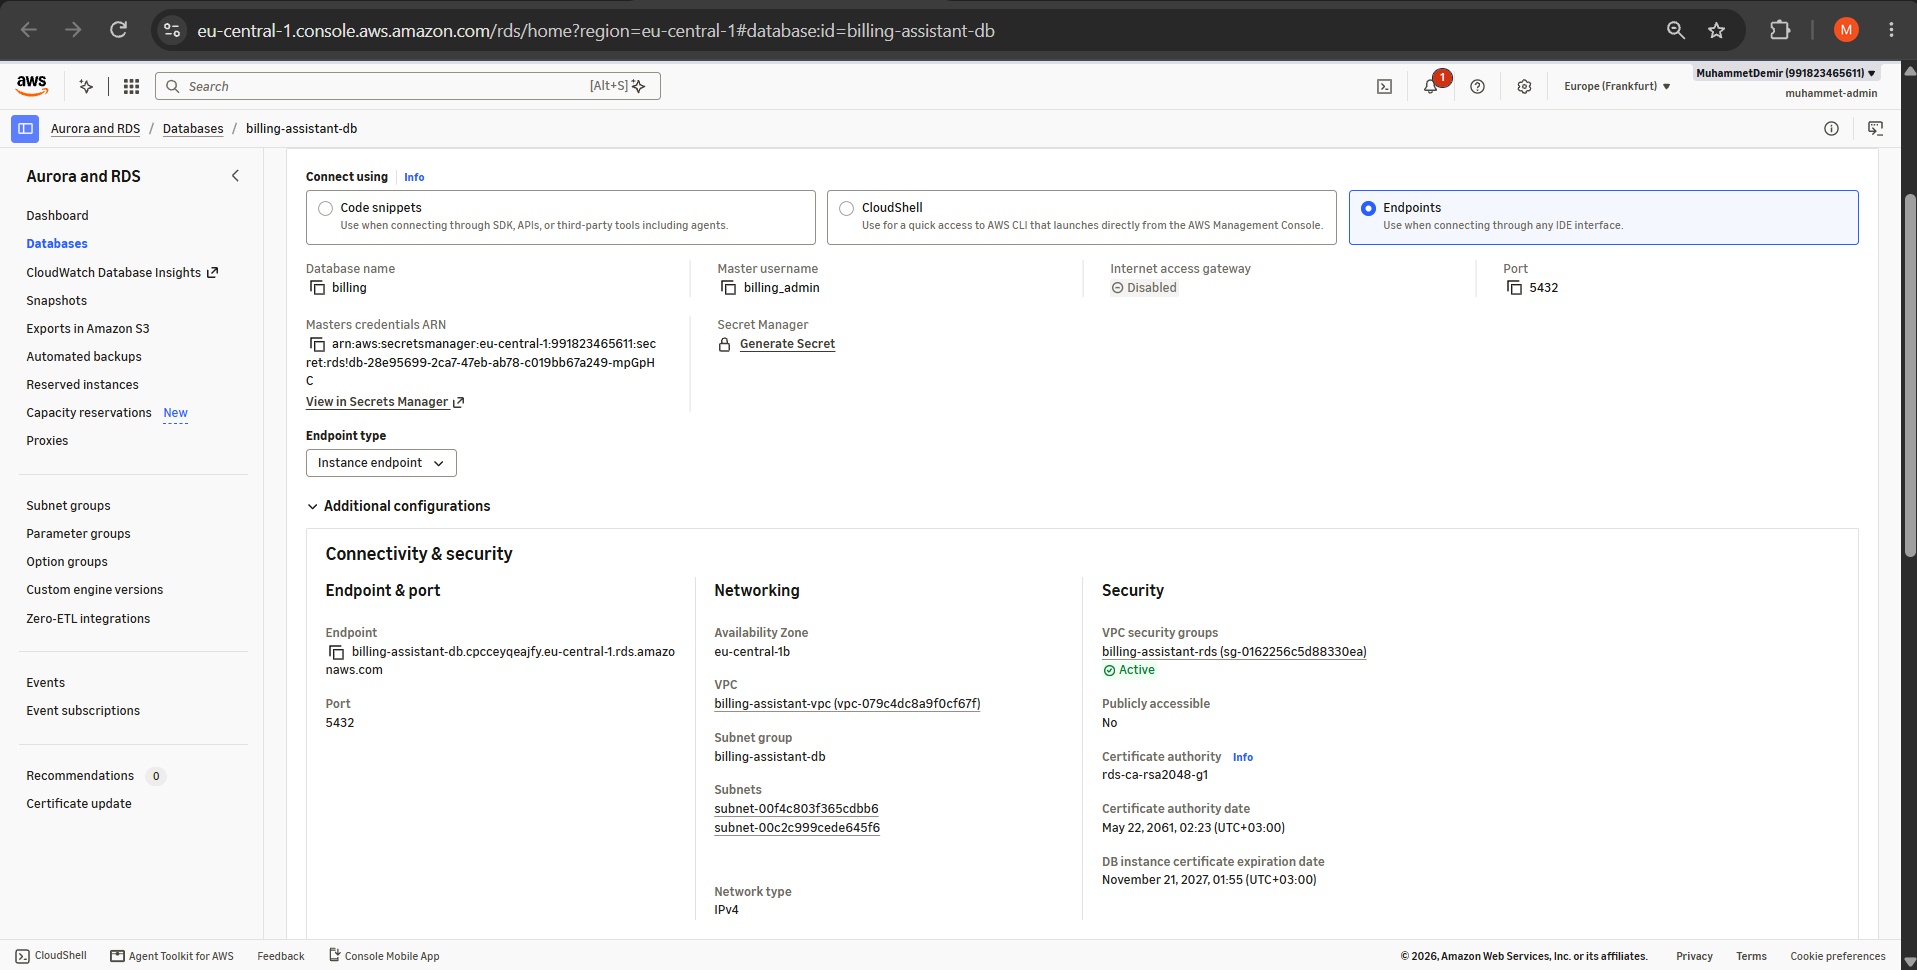 eu-central-1.console.aws.amazon.com/rds/home?region=eu-central-1#database:id=billing-assistant-db
M
aws
Search
[Alt+S]
1
Europe (Frankfurt)
MuhammetDemir (991823465611)
muhammet-admin
Aurora and RDS / Databases / billing-assistant-db
Aurora and RDS
Dashboard
Databases
CloudWatch Database Insights
Snapshots
Exports in Amazon S3
Automated backups
Reserved instances
Capacity reservations New
Proxies
Subnet groups
Parameter groups
Option groups
Custom engine versions
Zero-ETL integrations
Events
Event subscriptions
Recommendations 0
Certificate update
Connect using Info
Code snippets
Use when connecting through SDK, APIs, or third-party tools including agents.
CloudShell
Use for a quick access to AWS CLI that launches directly from the AWS Management Console.
Endpoints
Use when connecting through any IDE interface.
Database name
billing
Master username
billing_admin
Internet access gateway
Disabled
Port
5432
Masters credentials ARN
arn:aws:secretsmanager:eu-central-1:991823465611:sec
ret:rds!db-28e95699-2ca7-47eb-ab78-c019bb67a249-mpGpH
C
View in Secrets Manager
Secret Manager
Generate Secret
Endpoint type
Instance endpoint
Additional configurations
Connectivity & security
Endpoint & port
Endpoint
billing-assistant-db.cpcceyqeajfy.eu-central-1.rds.amazo
naws.com
Port
5432
Networking
Availability Zone
eu-central-1b
VPC
billing-assistant-vpc (vpc-079c4dc8a9f0cf67f)
Subnet group
billing-assistant-db
Subnets
subnet-00f4c803f365cdbb6
subnet-00c2c999cede645f6
Network type
IPv4
Security
VPC security groups
billing-assistant-rds (sg-0162256c5d88330ea)
Active
Publicly accessible
No
Certificate authority Info
rds-ca-rsa2048-g1
Certificate authority date
May 22, 2061, 02:23 (UTC+03:00)
DB instance certificate expiration date
November 21, 2027, 01:55 (UTC+03:00)
CloudShell
Agent Toolkit for AWS
Feedback
Console Mobile App
© 2026, Amazon Web Services, Inc. or its affiliates.
Privacy
Terms
Cookie preferences